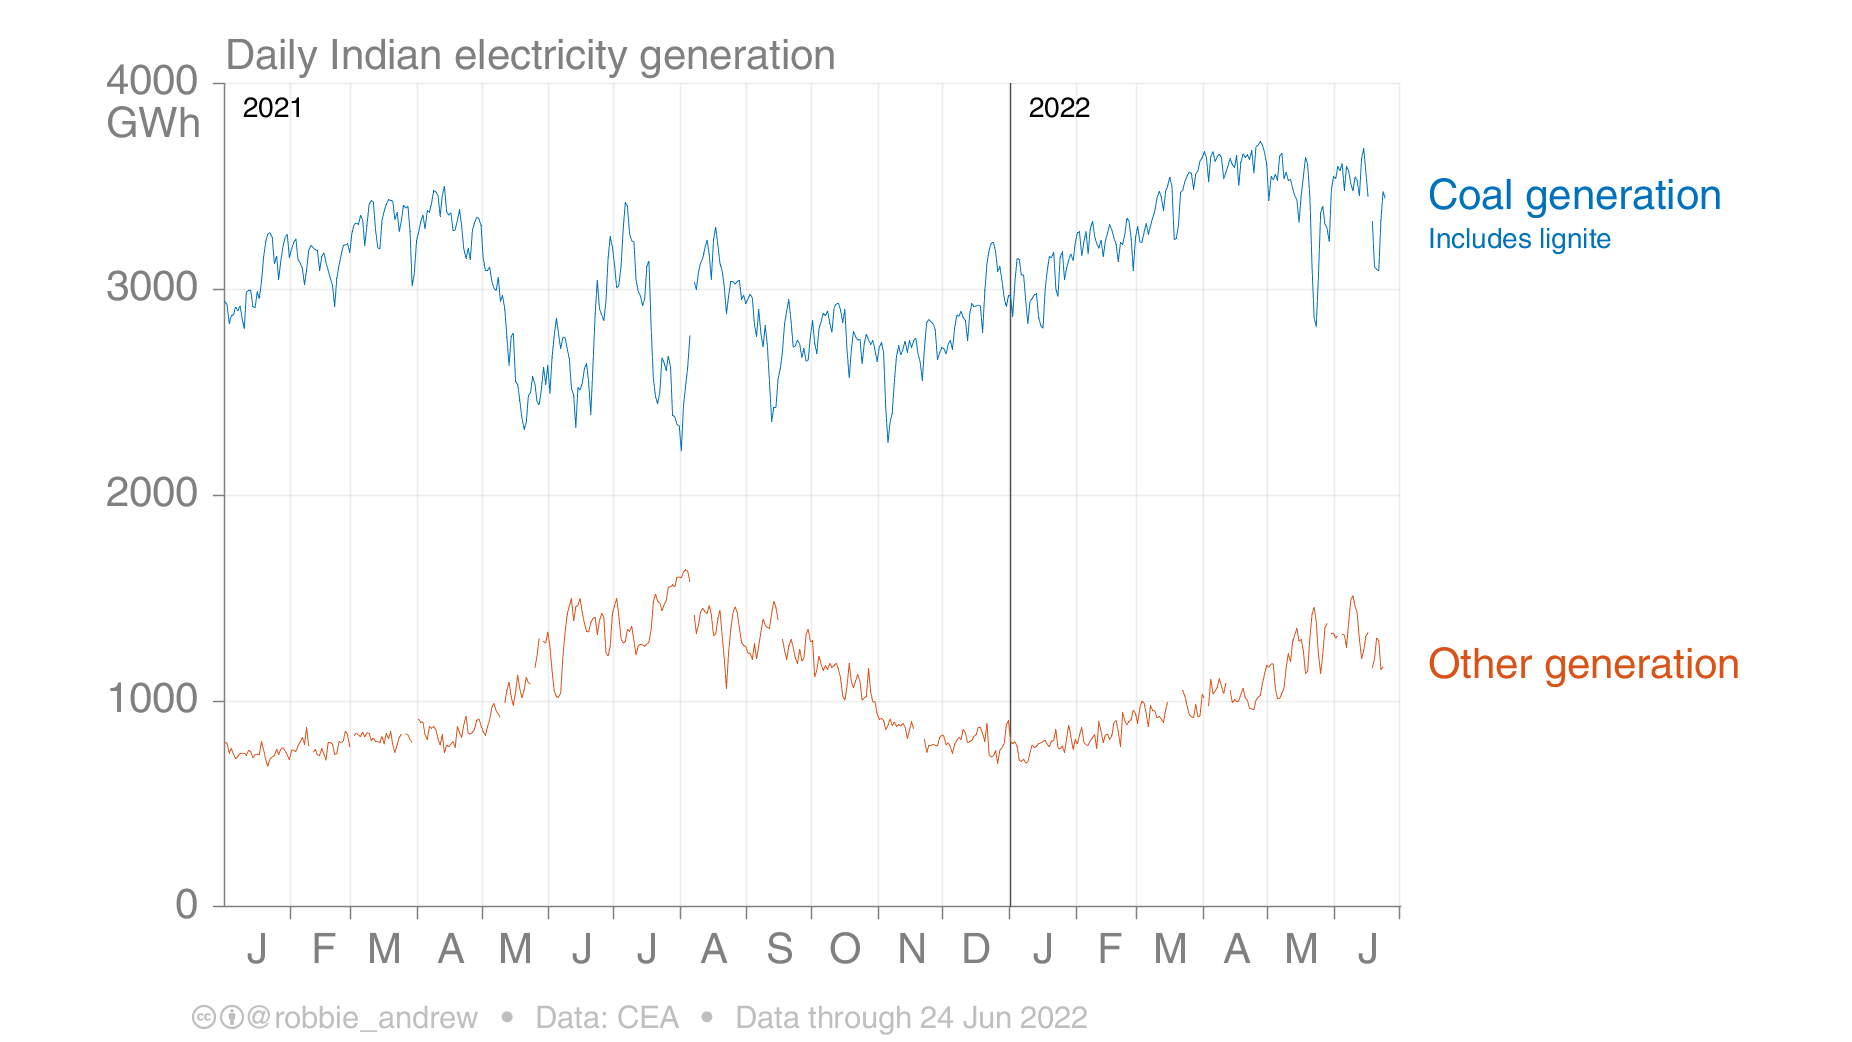 Daily Indian electricity generation
4000
GWh
2021
2022
3000
2000
1000
0
Coal generation
Includes lignite
Other generation
J F M A M J J A S O N D J F M A M J
cc @robbie_andrew • Data: CEA • Data through 24 Jun 2022